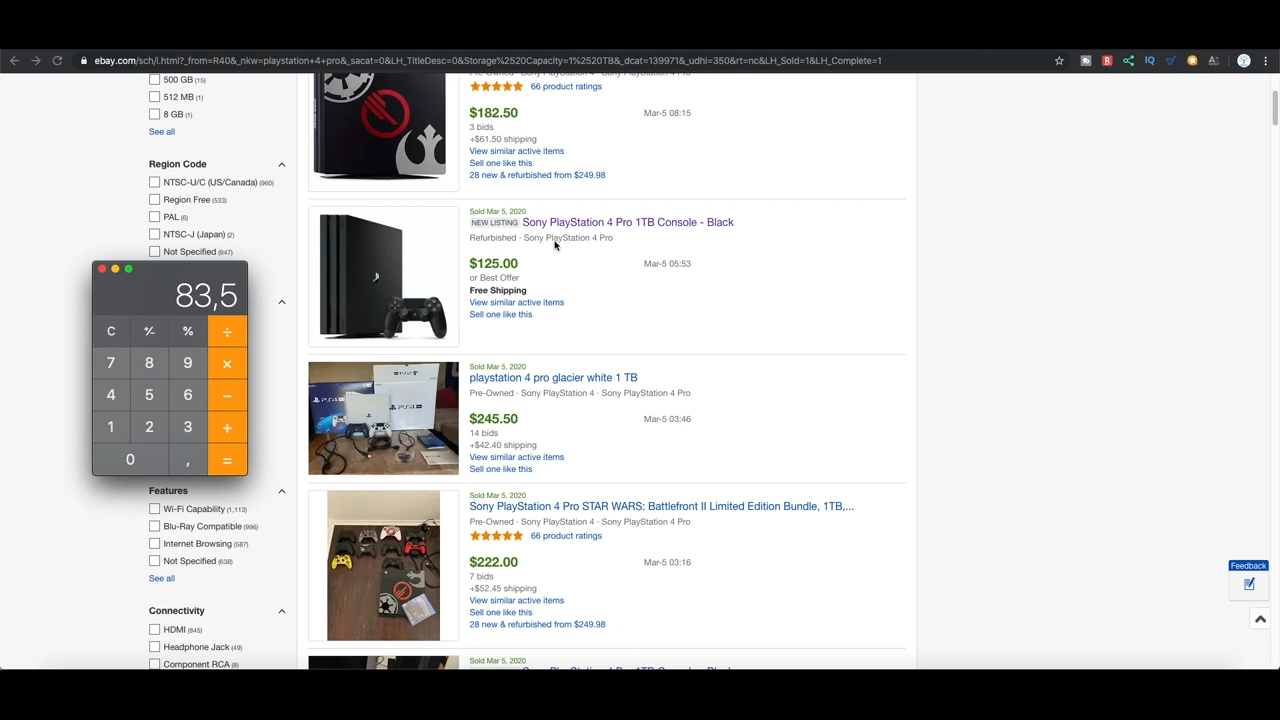 ebay.com/sch/i.html?_from=R40&_nkw=playstation+4+pro&_sacat=0&LH_TitleDesc=0&Storage%2520Capacity=1%2520TB&_dcat=139971&_udhi=350&rt=nc&LH_Sold=1&LH_Complete=1
500 GB (15)
512 MB (1)
8 GB (1)
See all
Region Code
NTSC-U/C (US/Canada) (960)
Region Free (533)
PAL (6)
NTSC-J (Japan) (2)
Not Specified (947)
83,5
C +/- % ÷
7 8 9 ×
4 5 6 −
1 2 3 +
0 , =
Features
Wi-Fi Capability (1,113)
Blu-Ray Compatible (996)
Internet Browsing (587)
Not Specified (638)
See all
Connectivity
HDMI (845)
Headphone Jack (49)
Component RCA (8)
66 product ratings
$182.50
Mar-5 08:15
3 bids
+$61.50 shipping
View similar active items
Sell one like this
28 new & refurbished from $249.98
Sold Mar 5, 2020
NEW LISTING Sony PlayStation 4 Pro 1TB Console - Black
Refurbished · Sony PlayStation 4 Pro
$125.00
Mar-5 05:53
or Best Offer
Free Shipping
View similar active items
Sell one like this
Sold Mar 5, 2020
playstation 4 pro glacier white 1 TB
Pre-Owned · Sony PlayStation 4 · Sony PlayStation 4 Pro
$245.50
Mar-5 03:46
14 bids
+$42.40 shipping
View similar active items
Sell one like this
Sold Mar 5, 2020
Sony PlayStation 4 Pro STAR WARS: Battlefront II Limited Edition Bundle, 1TB,...
Pre-Owned · Sony PlayStation 4 · Sony PlayStation 4 Pro
66 product ratings
$222.00
Mar-5 03:16
7 bids
+$52.45 shipping
View similar active items
Sell one like this
28 new & refurbished from $249.98
Sold Mar 5, 2020
Feedback